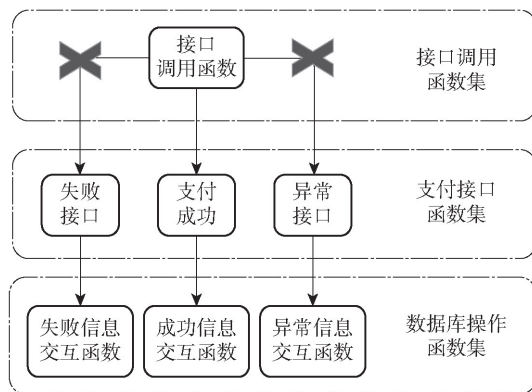 接口
调用函数
接口调用
函数集
失败
接口
支付
成功
异常
接口
支付接口
函数集
失败信息
交互函数
成功信息
交互函数
异常信息
交互函数
数据库操作
函数集